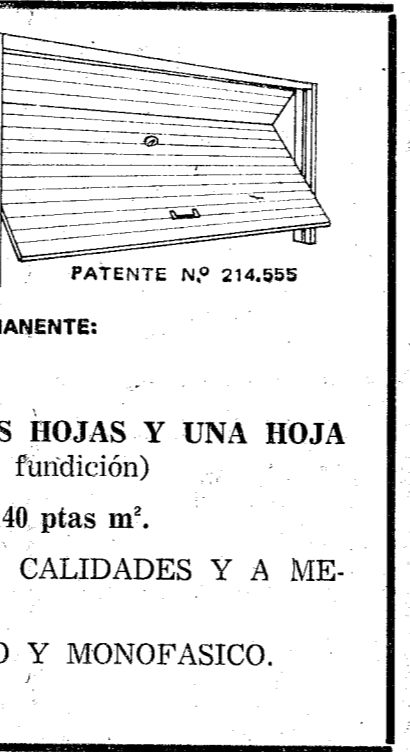 PATENTE N.º 214.555
MANENTE:
S HOJAS Y UNA HOJA
fundición)
40 ptas m².
CALIDADES Y A ME-
O Y MONOFASICO.